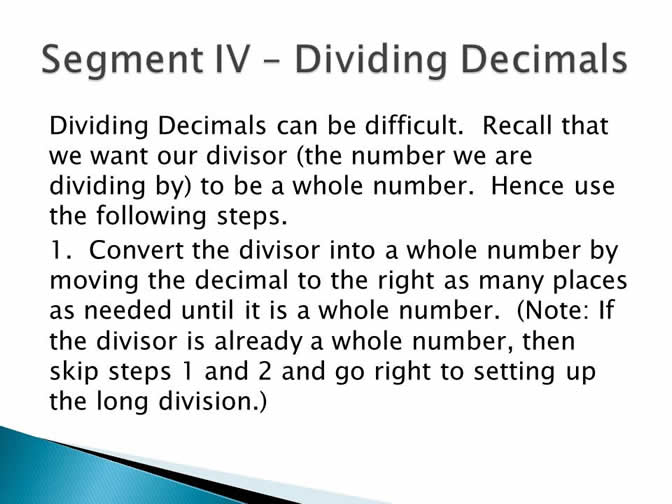 Segment IV – Dividing Decimals
Dividing Decimals can be difficult.  Recall that
we want our divisor (the number we are
dividing by) to be a whole number.  Hence use
the following steps.
1.  Convert the divisor into a whole number by
moving the decimal to the right as many places
as needed until it is a whole number.  (Note: If
the divisor is already a whole number, then
skip steps 1 and 2 and go right to setting up
the long division.)